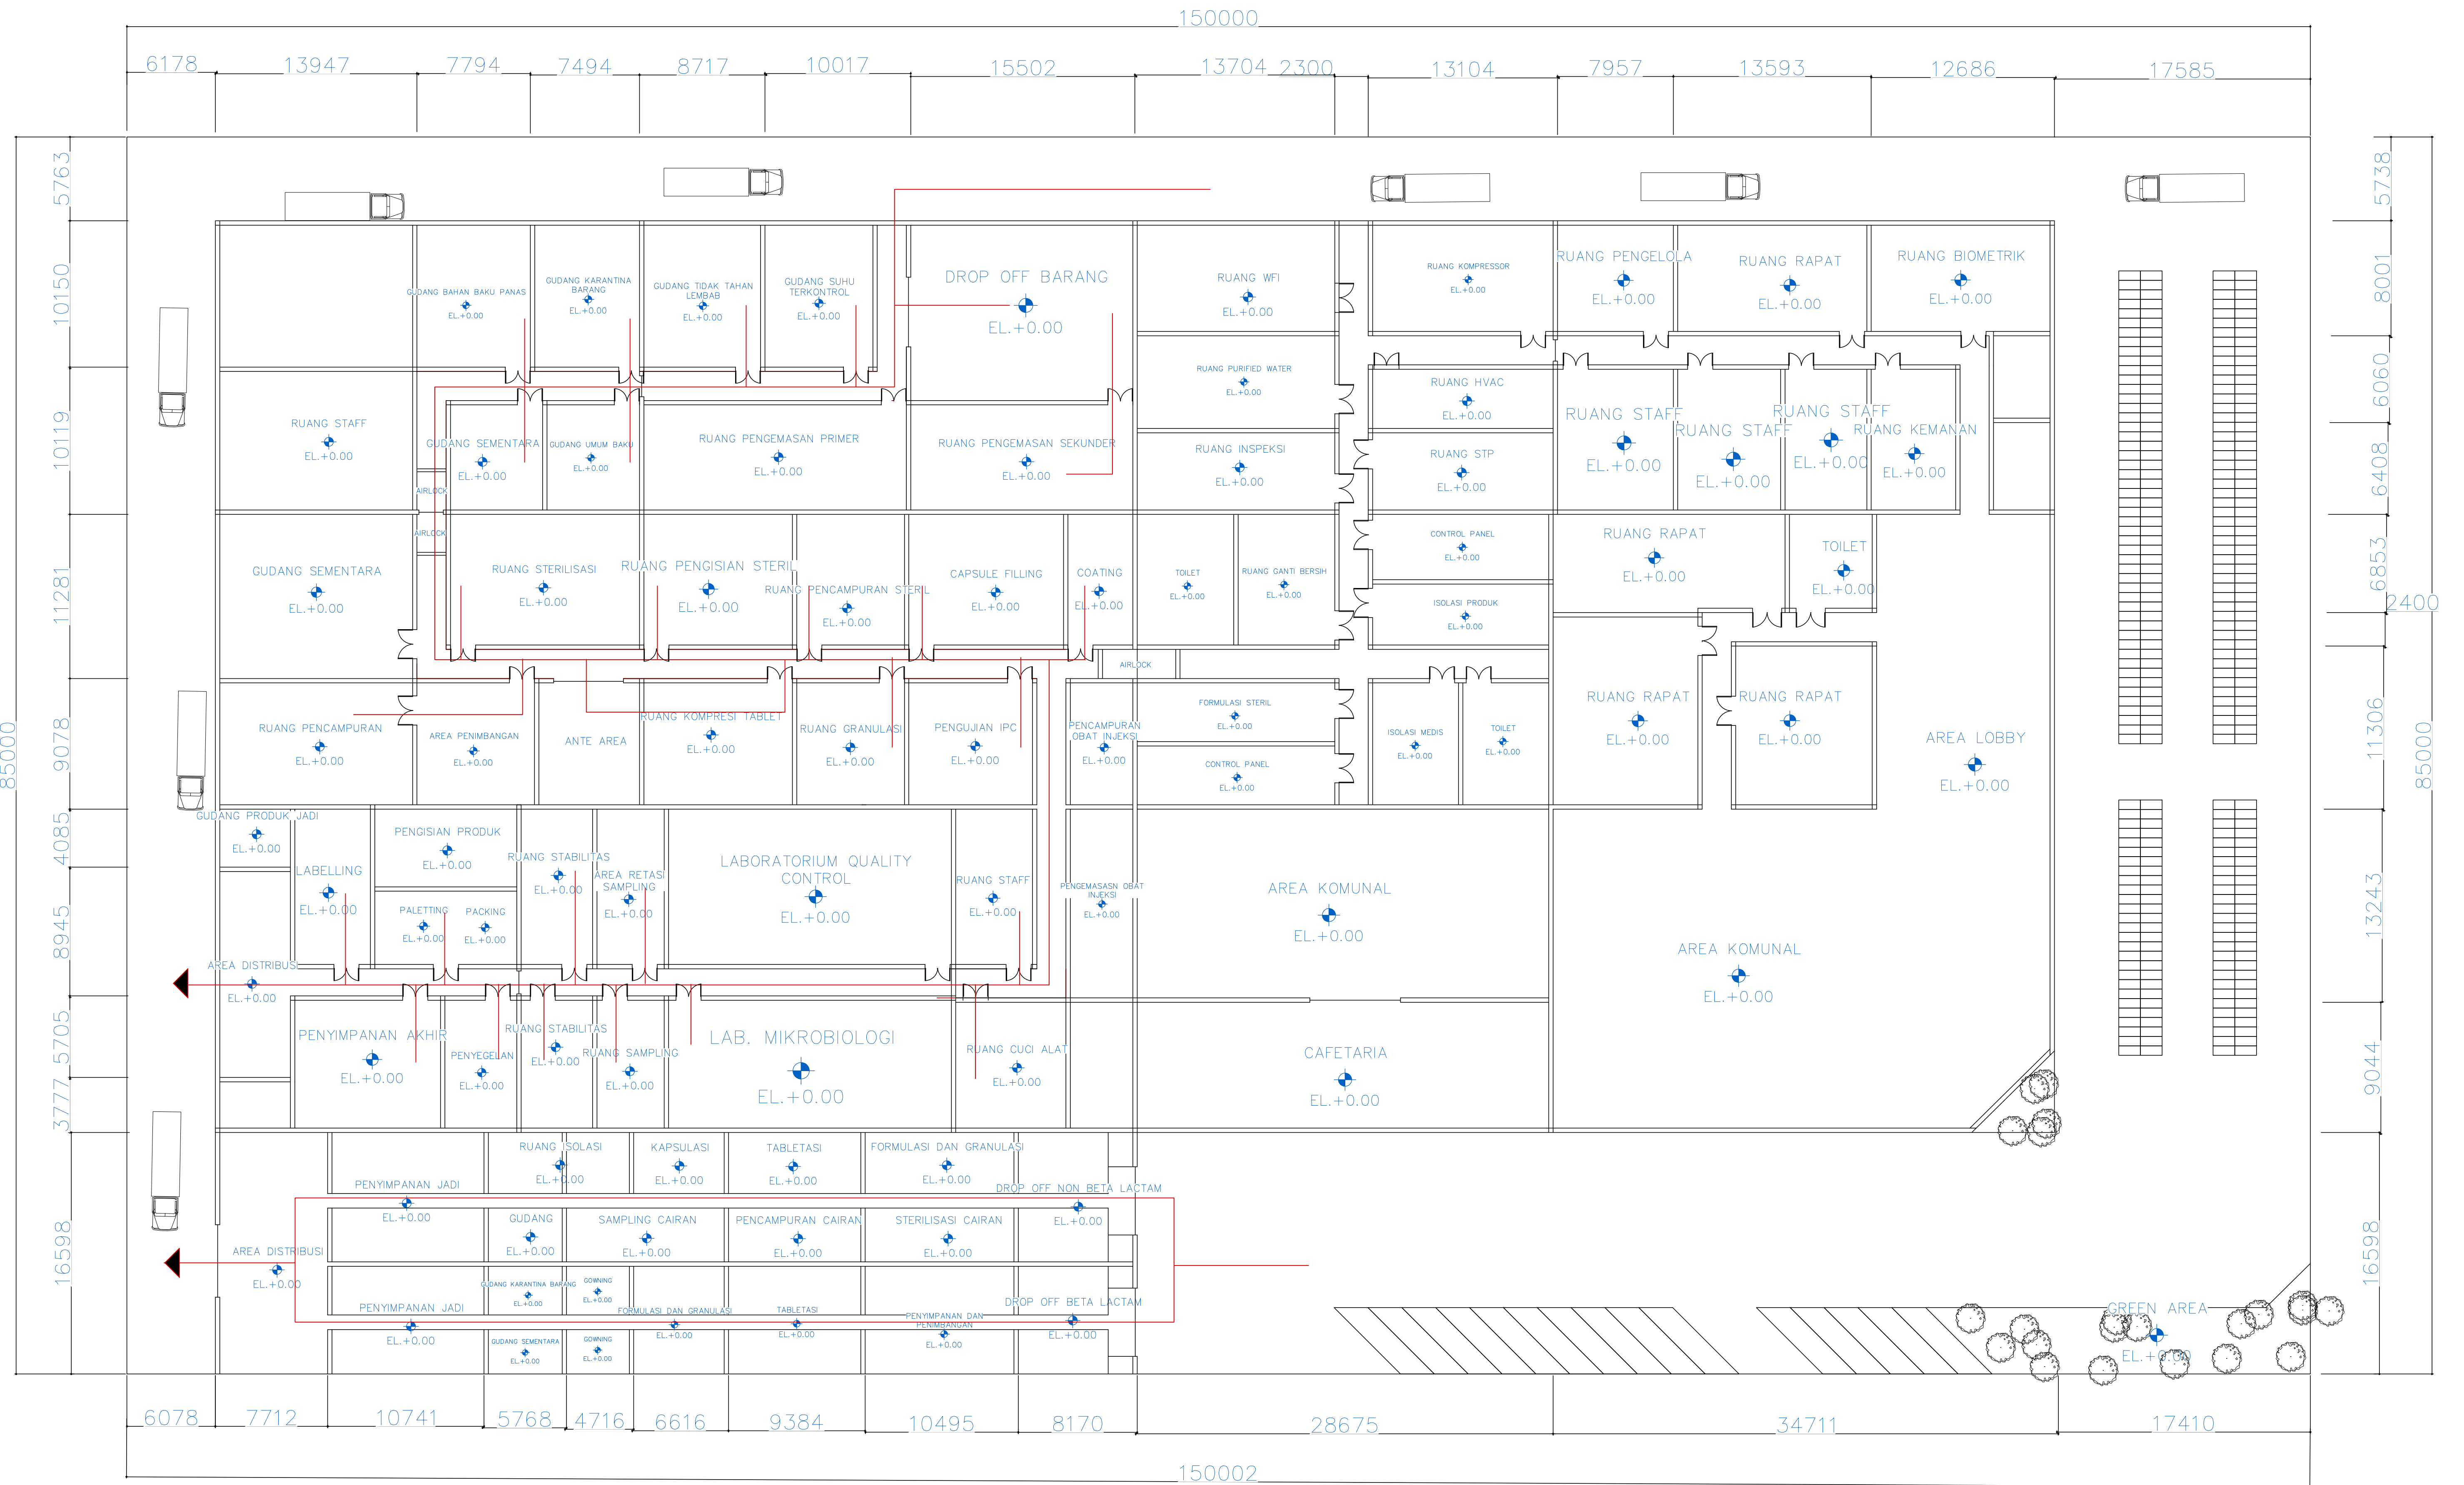 150000
6178
13947
7794
7494
8717
10017
15502
13704
2300
13104
7957
13593
12686
17585
5763
10150
10119
11281
9078
4085
8945
5705
3777
16598
85000
5738
8001
6060
6408
6853
2400
11306
13243
9044
16598
85000
GUDANG BAHAN BAKU PANAS
EL.+0.00
GUDANG KARANTINA
BARANG
EL.+0.00
GUDANG TIDAK TAHAN
LEMBAB
EL.+0.00
GUDANG SUHU
TERKONTROL
EL.+0.00
DROP OFF BARANG
EL.+0.00
RUANG WFI
EL.+0.00
RUANG KOMPRESSOR
EL.+0.00
RUANG PENGELOLA
EL.+0.00
RUANG RAPAT
EL.+0.00
RUANG BIOMETRIK
EL.+0.00
RUANG STAFF
EL.+0.00
GUDANG SEMENTARA
EL.+0.00
GUDANG UMUM BAKU
EL.+0.00
RUANG PENGEMASAN PRIMER
EL.+0.00
RUANG PENGEMASAN SEKUNDER
EL.+0.00
RUANG PURIFIED WATER
EL.+0.00
RUANG INSPEKSI
EL.+0.00
RUANG HVAC
EL.+0.00
RUANG STP
EL.+0.00
RUANG STAFF
EL.+0.00
RUANG STAFF
EL.+0.00
RUANG STAFF
EL.+0.00
RUANG KEMANAN
EL.+0.00
AIRLOCK
AIRLOCK
GUDANG SEMENTARA
EL.+0.00
RUANG STERILISASI
EL.+0.00
RUANG PENGISIAN STERIL
EL.+0.00
RUANG PENCAMPURAN STERIL
EL.+0.00
CAPSULE FILLING
EL.+0.00
COATING
EL.+0.00
TOILET
EL.+0.00
RUANG GANTI BERSIH
EL.+0.00
CONTROL PANEL
EL.+0.00
ISOLASI PRODUK
EL.+0.00
RUANG RAPAT
EL.+0.00
TOILET
EL.+0.00
AIRLOCK
RUANG PENCAMPURAN
EL.+0.00
AREA PENIMBANGAN
EL.+0.00
ANTE AREA
RUANG KOMPRESI TABLET
EL.+0.00
RUANG GRANULASI
EL.+0.00
PENGUJIAN IPC
EL.+0.00
PENCAMPURAN
OBAT INJEKSI
EL.+0.00
FORMULASI STERIL
EL.+0.00
CONTROL PANEL
EL.+0.00
ISOLASI MEDIS
EL.+0.00
TOILET
EL.+0.00
RUANG RAPAT
EL.+0.00
RUANG RAPAT
EL.+0.00
AREA LOBBY
EL.+0.00
GUDANG PRODUK JADI
EL.+0.00
LABELLING
EL.+0.00
PENGISIAN PRODUK
EL.+0.00
PALETTING
EL.+0.00
PACKING
EL.+0.00
RUANG STABILITAS
EL.+0.00
AREA RETASI
SAMPLING
EL.+0.00
LABORATORIUM QUALITY
CONTROL
EL.+0.00
RUANG STAFF
EL.+0.00
PENGEMASASN OBAT
INJEKSI
EL.+0.00
AREA KOMUNAL
EL.+0.00
AREA KOMUNAL
EL.+0.00
AREA DISTRIBUSI
EL.+0.00
PENYIMPANAN AKHIR
EL.+0.00
PENYEGELAN
EL.+0.00
RUANG STABILITAS
EL.+0.00
RUANG SAMPLING
EL.+0.00
LAB. MIKROBIOLOGI
EL.+0.00
RUANG CUCI ALAT
EL.+0.00
CAFETARIA
EL.+0.00
PENYIMPANAN JADI
EL.+0.00
RUANG ISOLASI
EL.+0.00
KAPSULASI
EL.+0.00
TABLETASI
EL.+0.00
FORMULASI DAN GRANULASI
EL.+0.00
DROP OFF NON BETA LACTAM
EL.+0.00
GUDANG
EL.+0.00
SAMPLING CAIRAN
EL.+0.00
PENCAMPURAN CAIRAN
EL.+0.00
STERILISASI CAIRAN
EL.+0.00
AREA DISTRIBUSI
EL.+0.00
GUDANG KARANTINA BARANG
EL.+0.00
GOWNING
EL.+0.00
PENYIMPANAN JADI
EL.+0.00
FORMULASI DAN GRANULASI
EL.+0.00
TABLETASI
EL.+0.00
PENYIMPANAN DAN
PENIMBANGAN
EL.+0.00
DROP OFF BETA LACTAM
EL.+0.00
GUDANG SEMENTARA
EL.+0.00
GOWNING
EL.+0.00
GREEN AREA
EL.+0.00
6078
7712
10741
5768
4716
6616
9384
10495
8170
28675
34711
17410
150002